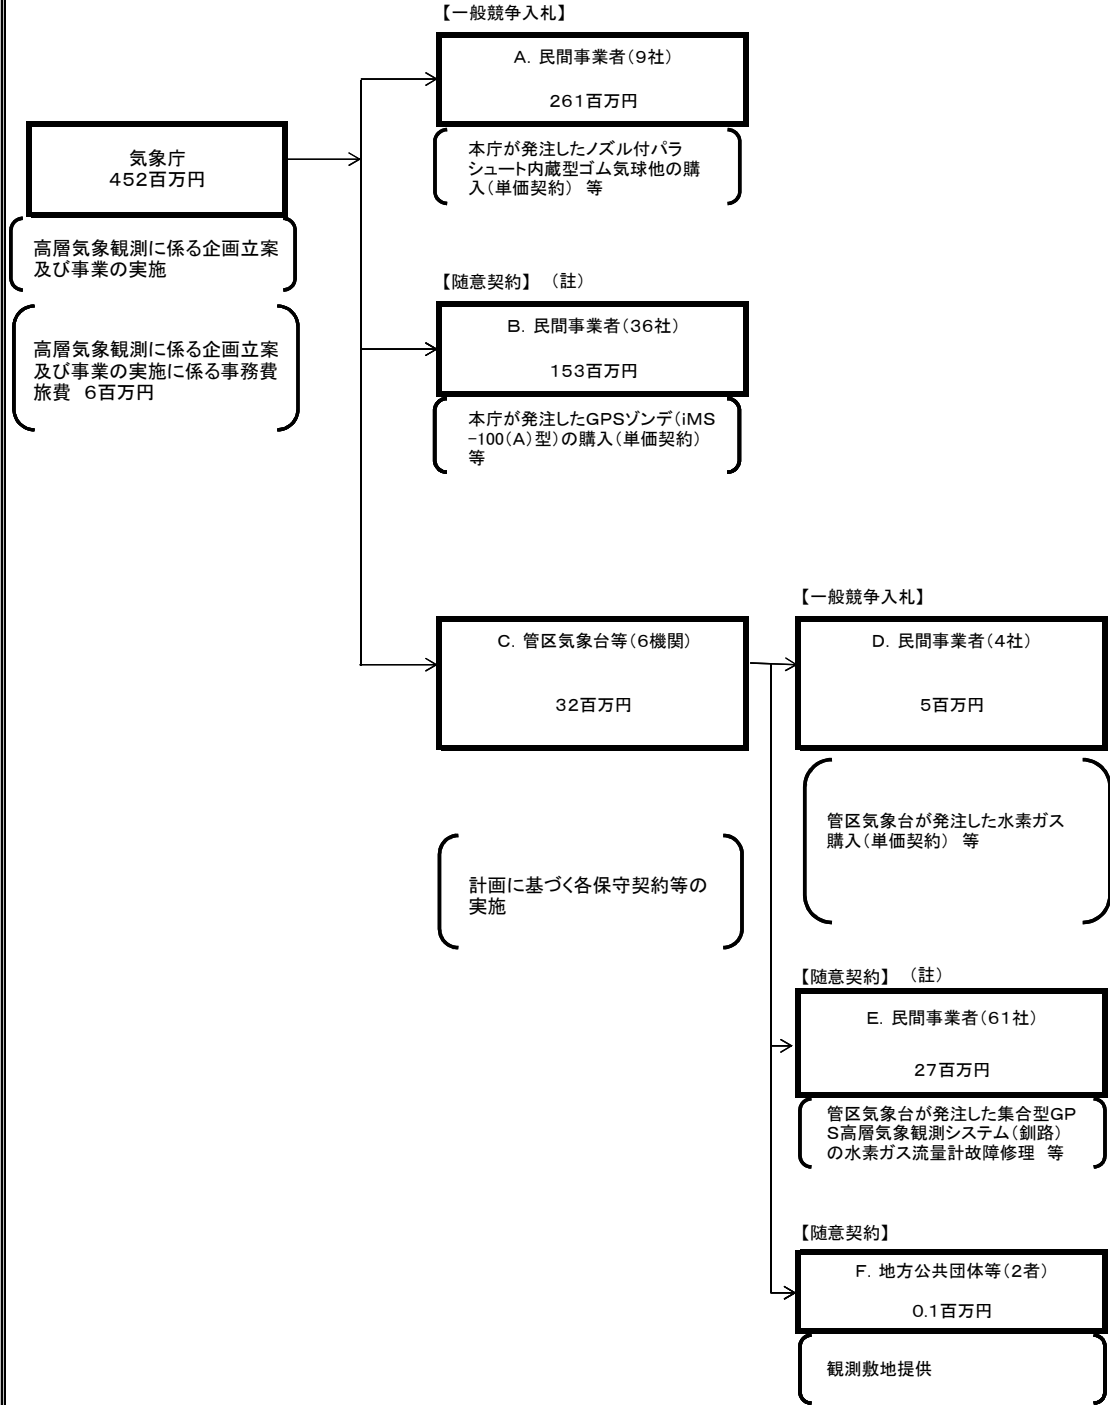 【一般競争入札】
A．民間事業者（9社）
261百万円
本庁が発注したノズル付パラ
シュート内蔵型ゴム気球他の購
入（単価契約）　等
気象庁
452百万円
高層気象観測に係る企画立案
及び事業の実施
高層気象観測に係る企画立案
及び事業の実施に係る事務費
旅費　6百万円
【随意契約】　（註）
B．民間事業者（36社）
153百万円
本庁が発注したGPSゾンデ（iMS
-100（A）型）の購入（単価契約）
等
C．管区気象台等（6機関）
32百万円
計画に基づく各保守契約等の
実施
【一般競争入札】
D．民間事業者（4社）
5百万円
管区気象台が発注した水素ガス
購入（単価契約）　等
【随意契約】　（註）
E．民間事業者（61社）
27百万円
管区気象台が発注した集合型GP
S高層気象観測システム（釧路）
の水素ガス流量計故障修理　等
【随意契約】
F．地方公共団体等（2者）
0.1百万円
観測敷地提供